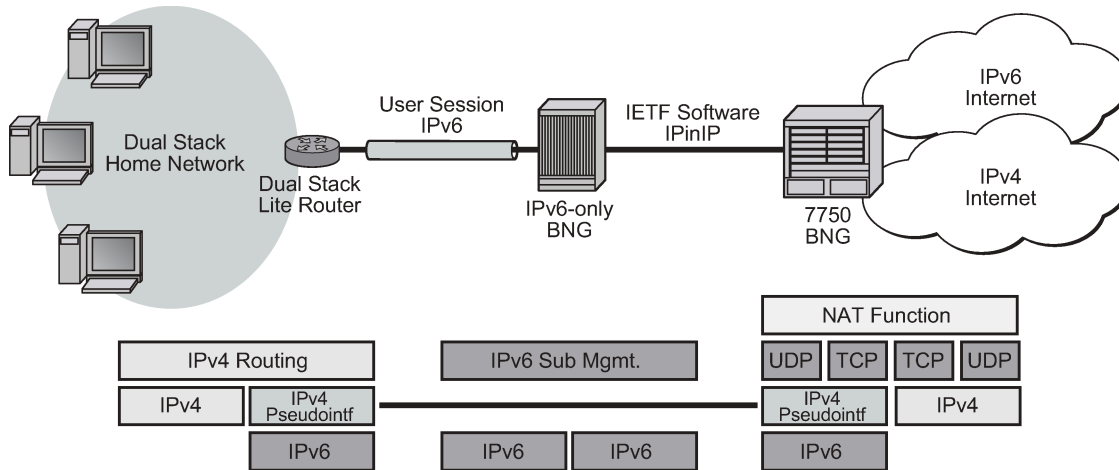 Dual Stack
Home Network
Dual Stack
Lite Router
User Session
IPv6
IPv6-only
BNG
IETF Software
IPinIP
7750
BNG
IPv6
Internet
IPv4
Internet
NAT Function
IPv4 Routing
IPv6 Sub Mgmt.
UDP
TCP
TCP
UDP
IPv4
IPv4
Pseudointf
IPv4
Pseudointf
IPv4
IPv6
IPv6
IPv6
IPv6